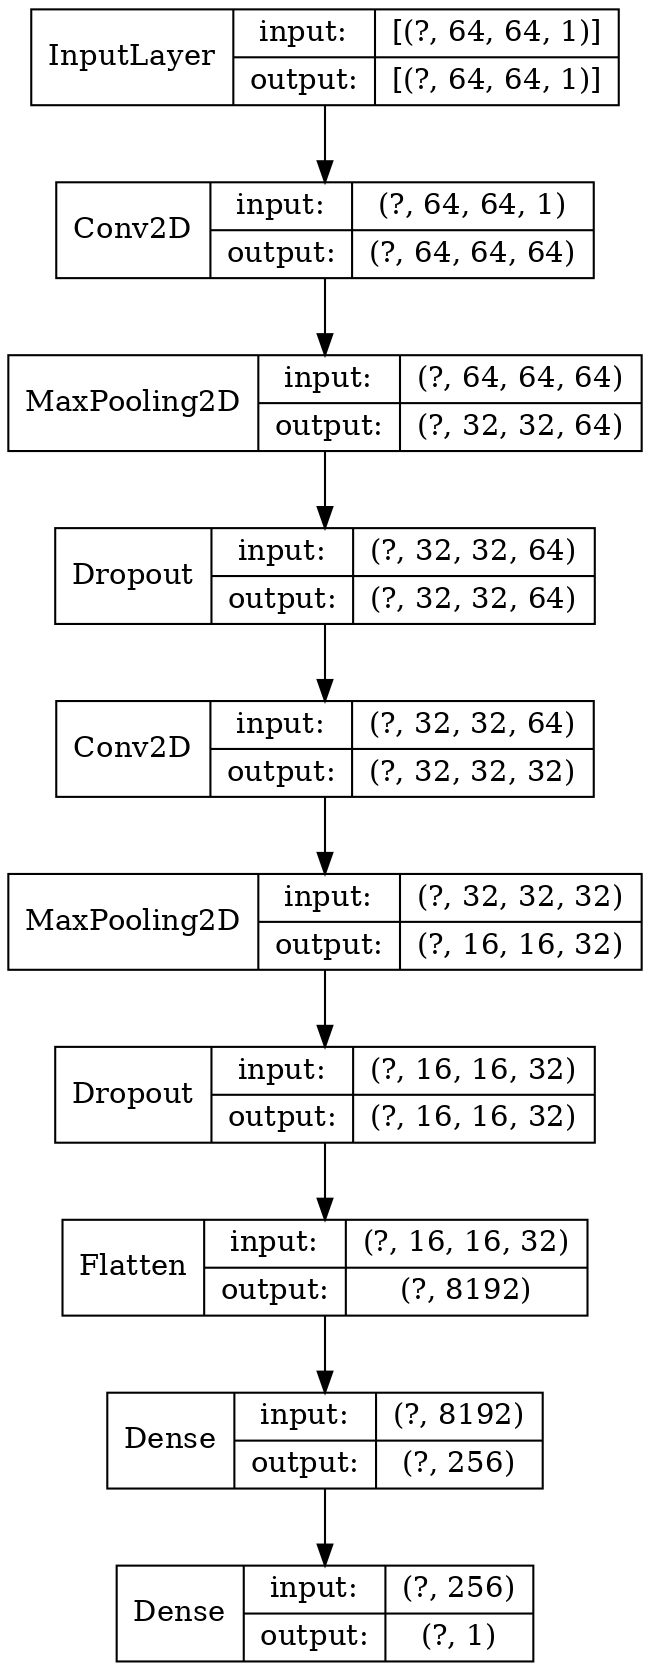 InputLayer
input: [(?, 64, 64, 1)]
output: [(?, 64, 64, 1)]
Conv2D
input: (?, 64, 64, 1)
output: (?, 64, 64, 64)
MaxPooling2D
input: (?, 64, 64, 64)
output: (?, 32, 32, 64)
Dropout
input: (?, 32, 32, 64)
output: (?, 32, 32, 64)
Conv2D
input: (?, 32, 32, 64)
output: (?, 32, 32, 32)
MaxPooling2D
input: (?, 32, 32, 32)
output: (?, 16, 16, 32)
Dropout
input: (?, 16, 16, 32)
output: (?, 16, 16, 32)
Flatten
input: (?, 16, 16, 32)
output: (?, 8192)
Dense
input: (?, 8192)
output: (?, 256)
Dense
input: (?, 256)
output: (?, 1)